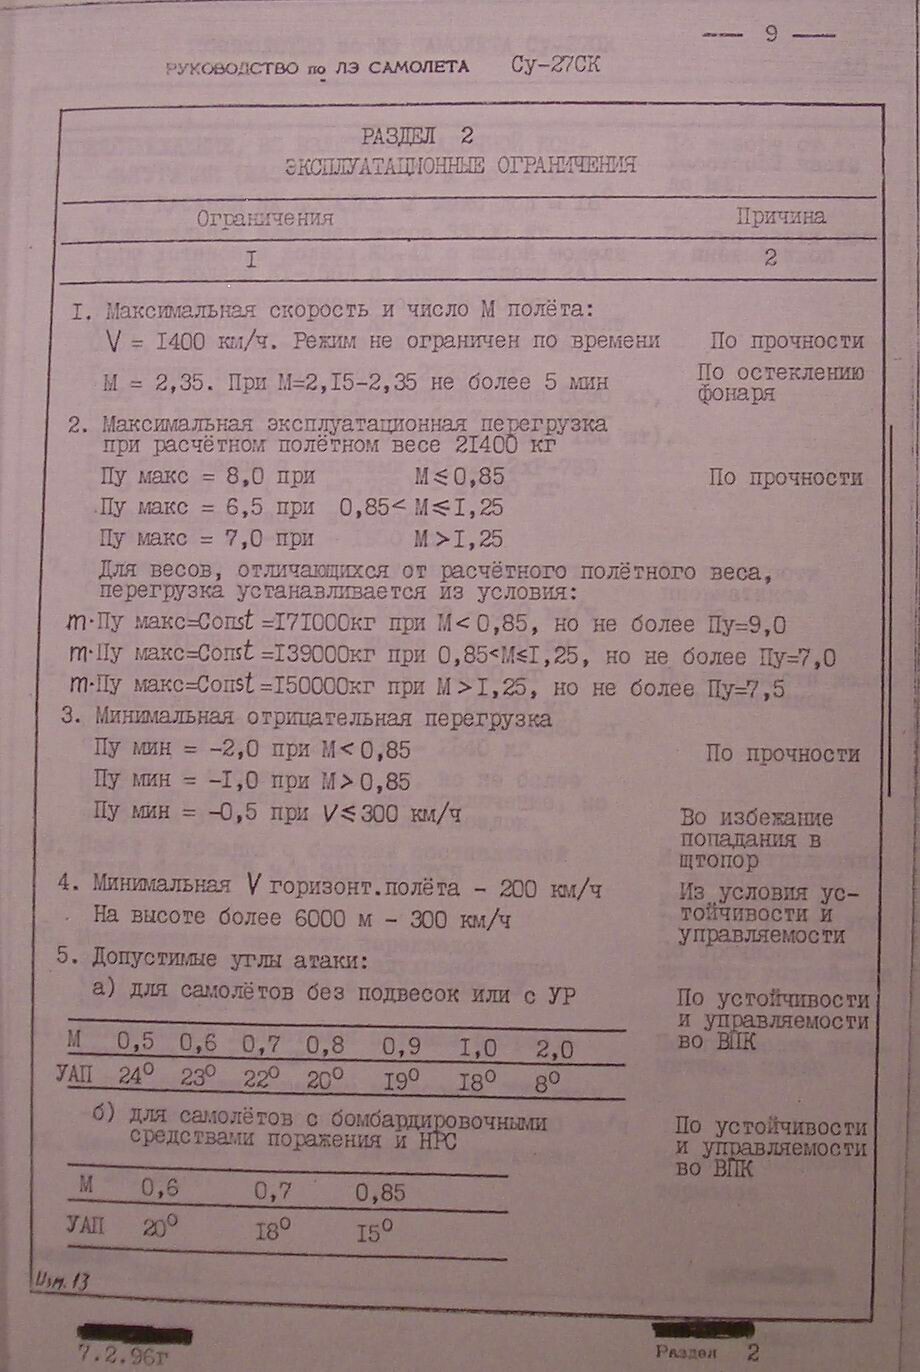 — 9 —
РУКОВОДСТВО по ЛЭ САМОЛЕТА Су-27СК
РАЗДЕЛ 2
ЭКСПЛУАТАЦИОННЫЕ ОГРАНИЧЕНИЯ
Ограничения Причина
I 2
I. Максимальная скорость и число М полёта:
V = I400 км/ч. Режим не ограничен по времени По прочности
М = 2,35. При М=2,I5-2,35 не более 5 мин По остеклению фонаря
2. Максимальная эксплуатационная перегрузка
при расчётном полётном весе 2I400 кг
Пу макс = 8,0 при М≤0,85 По прочности
Пу макс = 6,5 при 0,85< М≤I,25
Пу макс = 7,0 при М>I,25
Для весов, отличающихся от расчётного полётного веса,
перегрузка устанавливается из условия:
m·Пу макс=Const=I7I000кг при М<0,85, но не более Пу=9,0
m·Пу макс=Const=I39000кг при 0,85<М≤I,25, но не более Пу=7,0
m·Пу макс=Const=I50000кг при М>I,25, но не более Пу=7,5
3. Минимальная отрицательная перегрузка
Пу мин = -2,0 при М<0,85 По прочности
Пу мин = -I,0 при М>0,85
Пу мин = -0,5 при V≤300 км/ч Во избежание
попадания в
щтопор
4. Минимальная V горизонт.полёта - 200 км/ч Из условия ус-
На высоте более 6000 м - 300 км/ч тойчивости и
управляемости
5. Допустимые углы атаки:
а) для самолётов без подвесок или с УР По устойчивости
и управляемости
во ВПК
М 0,5 0,6 0,7 0,8 0,9 I,0 2,0
УАП 24° 23° 22° 20° I9° I8° 8°
б) для самолётов с бомбардировочными По устойчивости
средствами поражения и НРС и управляемости
во ВПК
М 0,6 0,7 0,85
УАП 20° I8° I5°
Изм. 13
7.2.96г Раздел 2